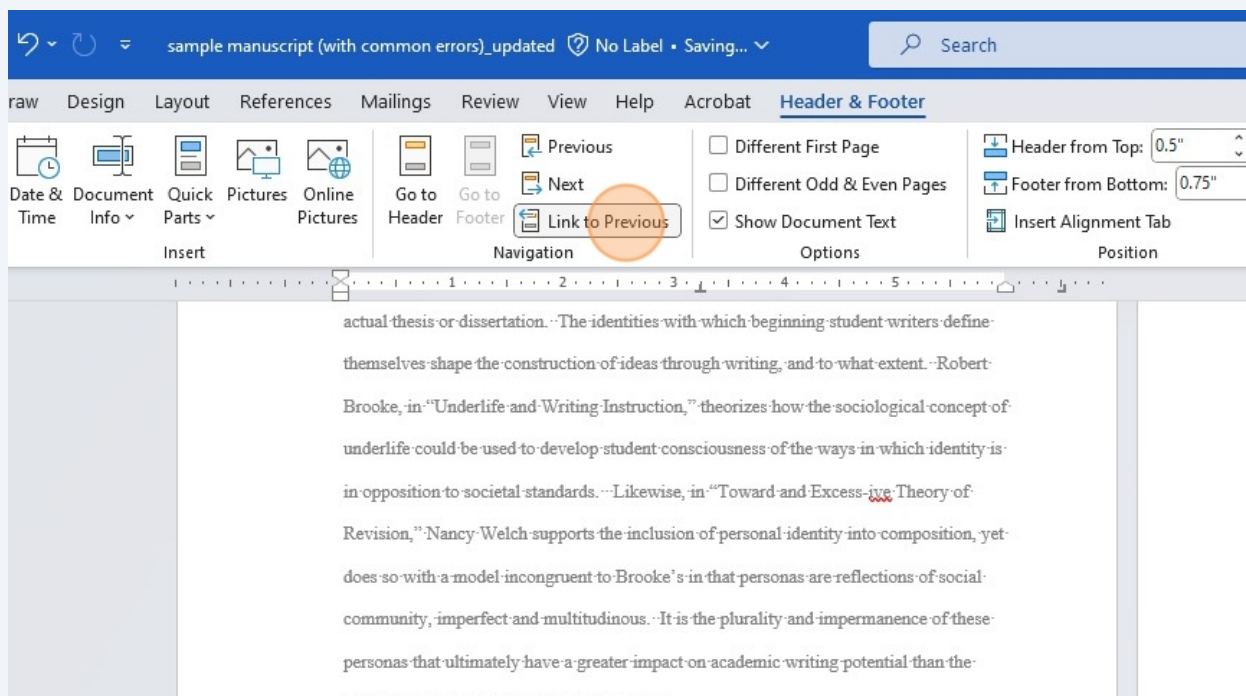 sample manuscript (with common errors)_updated No Label • Saving...
Search
raw Design Layout References Mailings Review View Help Acrobat Header & Footer
Date & Time
Document Info
Quick Parts
Pictures
Online Pictures
Insert
Go to Header
Go to Footer
Previous
Next
Link to Previous
Navigation
Different First Page
Different Odd & Even Pages
Show Document Text
Options
Header from Top: 0.5"
Footer from Bottom: 0.75"
Insert Alignment Tab
Position
1 2 3 4 5
actual thesis or dissertation. The identities with which beginning student writers define
themselves shape the construction of ideas through writing, and to what extent. Robert
Brooke, in “Underlife and Writing Instruction,” theorizes how the sociological concept of
underlife could be used to develop student consciousness of the ways in which identity is
in opposition to societal standards. Likewise, in “Toward and Excess-ive Theory of
Revision,” Nancy Welch supports the inclusion of personal identity into composition, yet
does so with a model incongruent to Brooke’s in that personas are reflections of social
community, imperfect and multitudinous. It is the plurality and impermanence of these
personas that ultimately have a greater impact on academic writing potential than the